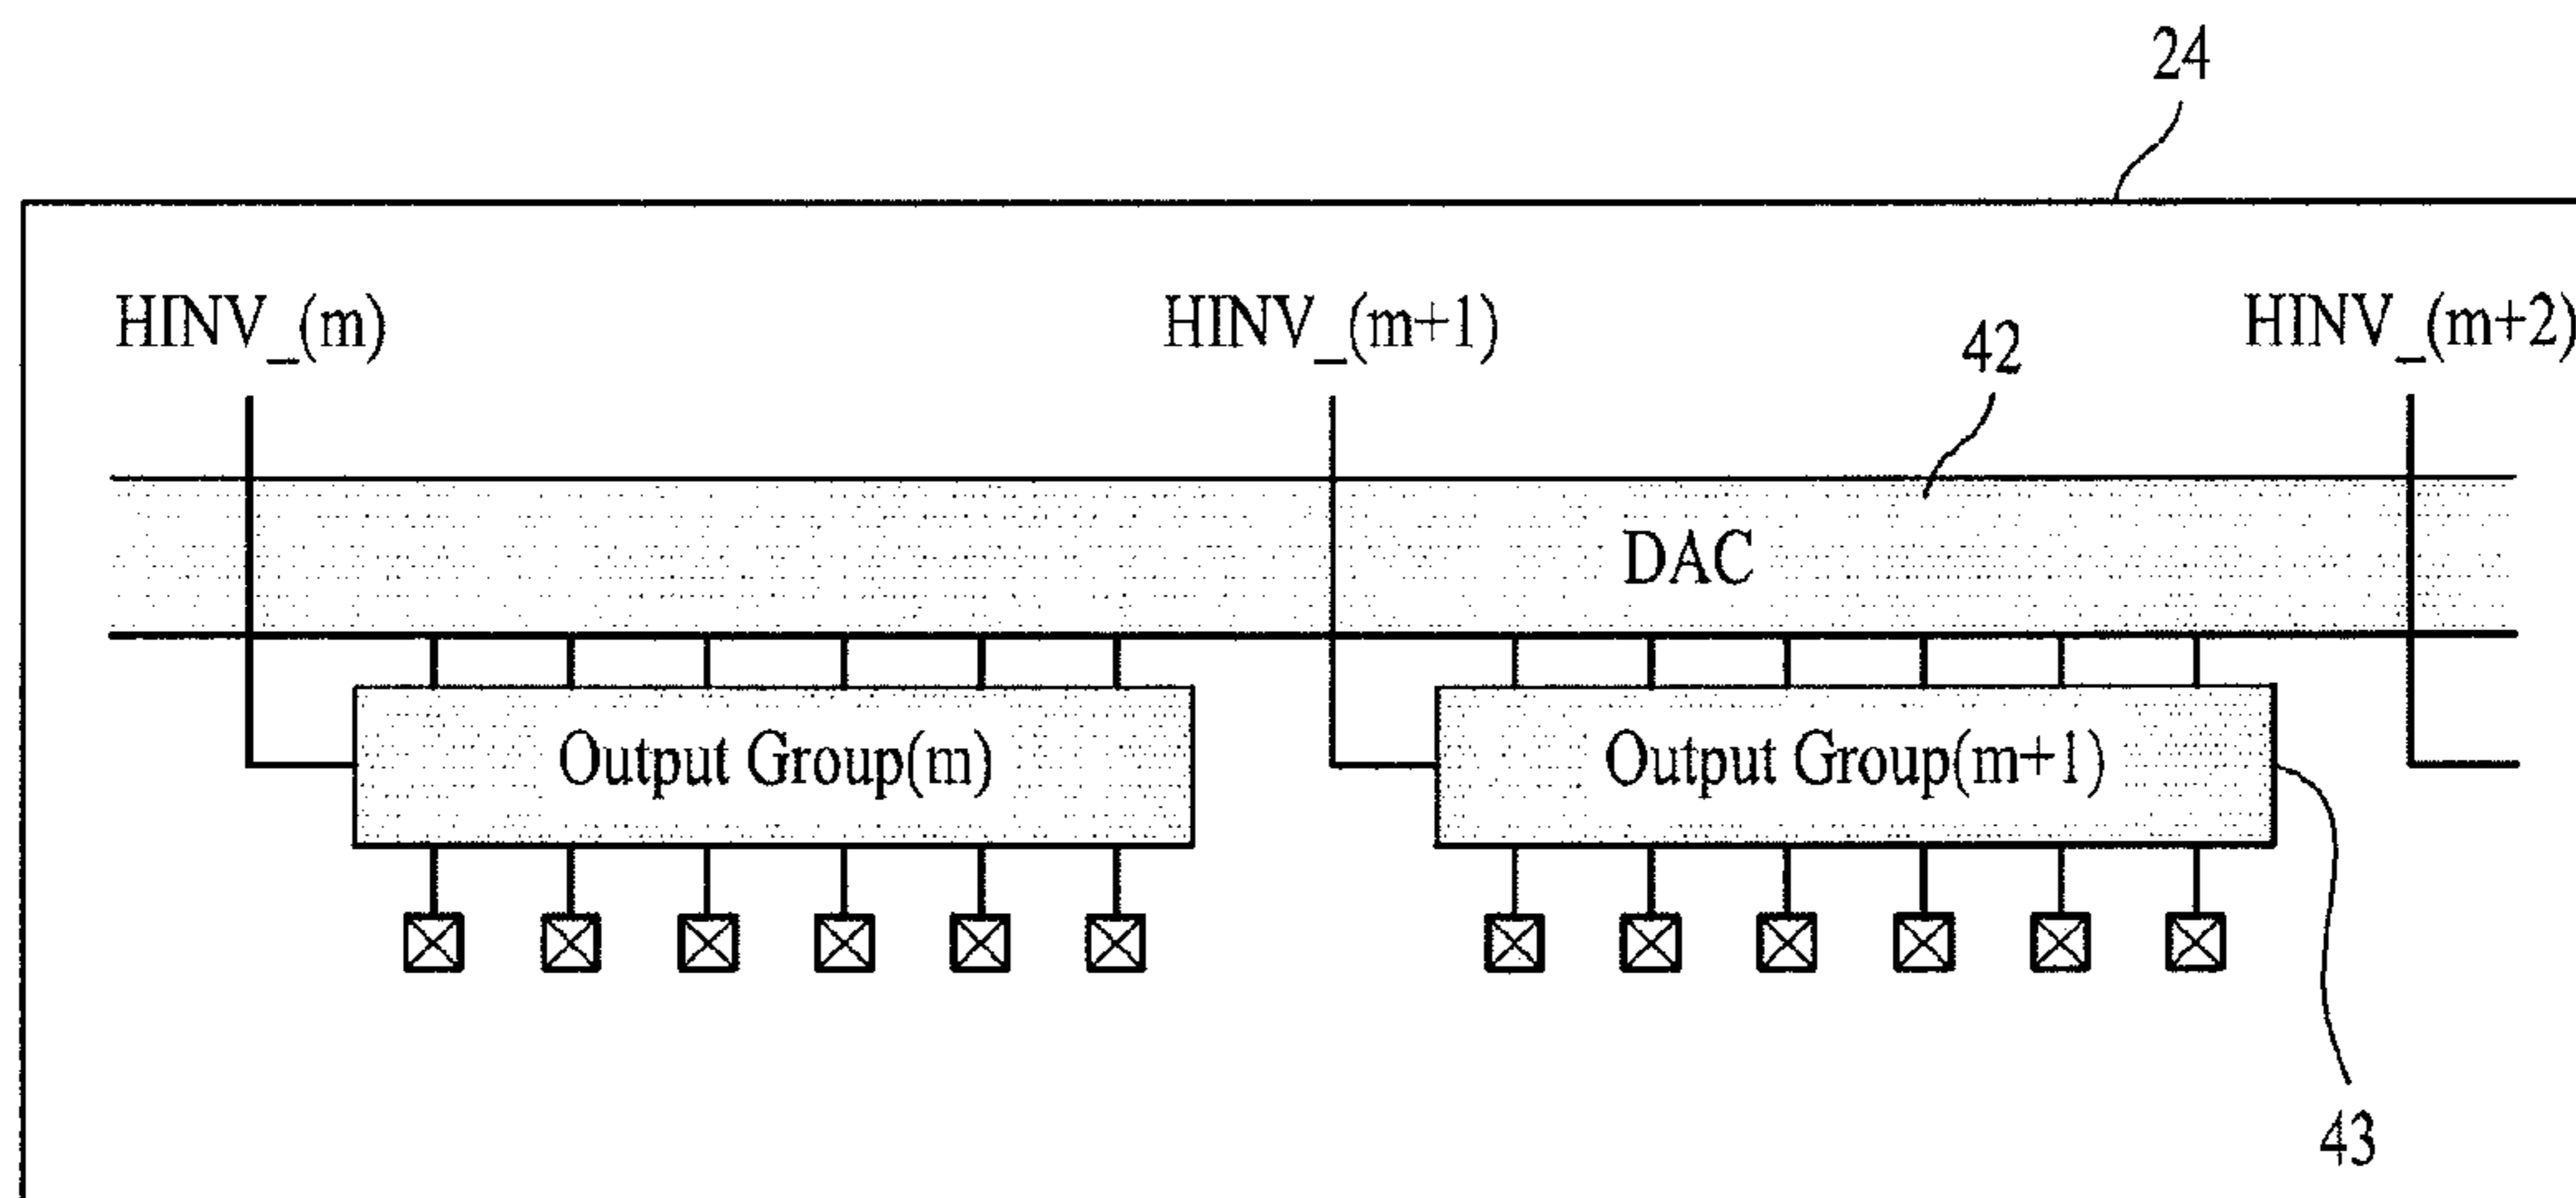 24
HINV_(m)
HINV_(m+1)
HINV_(m+2)
42
DAC
Output Group(m)
Output Group(m+1)
43